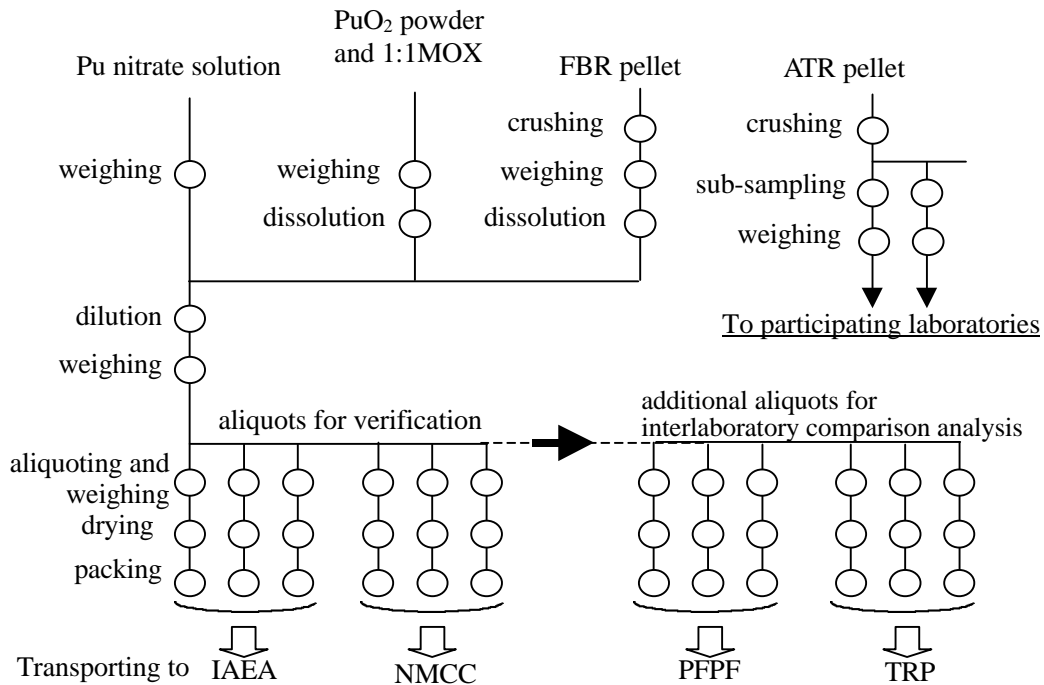 PuO₂ powder
and 1:1MOX
Pu nitrate solution
FBR pellet
ATR pellet
crushing
crushing
weighing
weighing
weighing
sub-sampling
dissolution
dissolution
weighing
dilution
To participating laboratories
weighing
aliquots for verification
additional aliquots for
interlaboratory comparison analysis
aliquoting and
weighing
drying
packing
Transporting to
IAEA
NMCC
PFPF
TRP